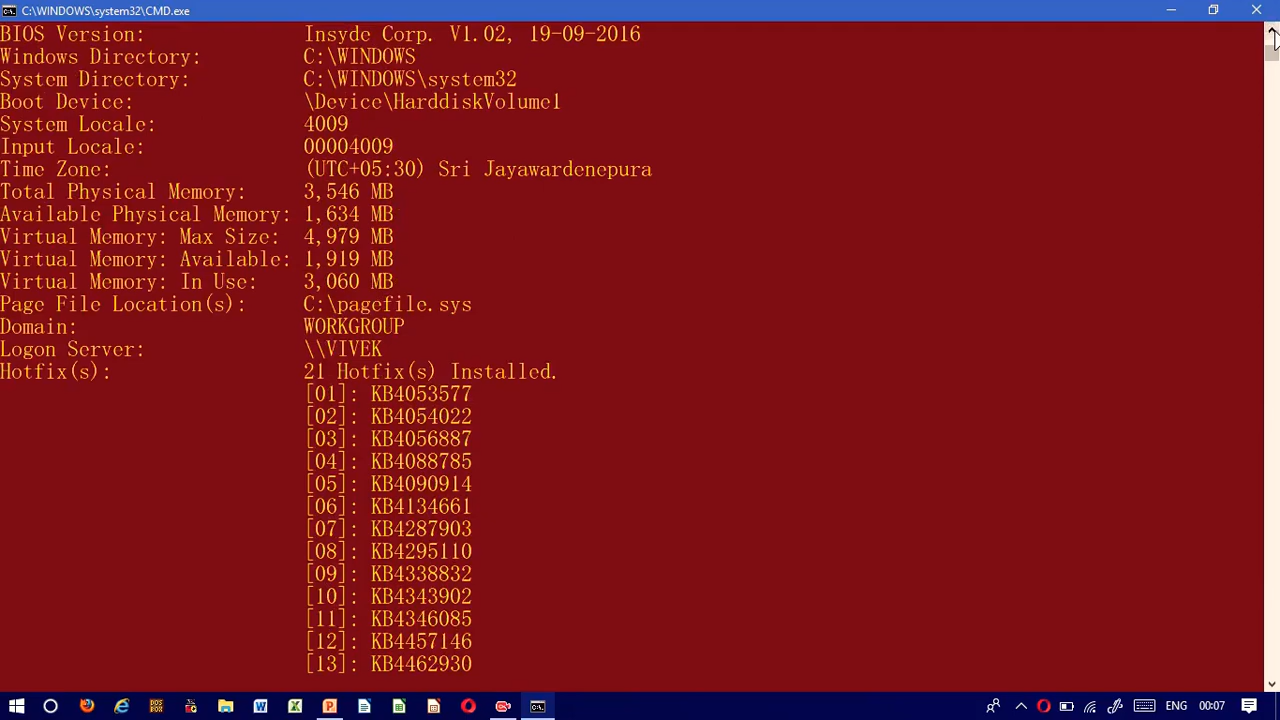 C:\WINDOWS\system32\CMD.exe
BIOS Version: Insyde Corp. V1.02, 19-09-2016
Windows Directory: C:\WINDOWS
System Directory: C:\WINDOWS\system32
Boot Device: \Device\HarddiskVolume1
System Locale: 4009
Input Locale: 00004009
Time Zone: (UTC+05:30) Sri Jayawardenepura
Total Physical Memory: 3,546 MB
Available Physical Memory: 1,634 MB
Virtual Memory: Max Size: 4,979 MB
Virtual Memory: Available: 1,919 MB
Virtual Memory: In Use: 3,060 MB
Page File Location(s): C:\pagefile.sys
Domain: WORKGROUP
Logon Server: \\VIVEK
Hotfix(s): 21 Hotfix(s) Installed.
[01]: KB4053577
[02]: KB4054022
[03]: KB4056887
[04]: KB4088785
[05]: KB4090914
[06]: KB4134661
[07]: KB4287903
[08]: KB4295110
[09]: KB4338832
[10]: KB4343902
[11]: KB4346085
[12]: KB4457146
[13]: KB4462930
ENG 00:07